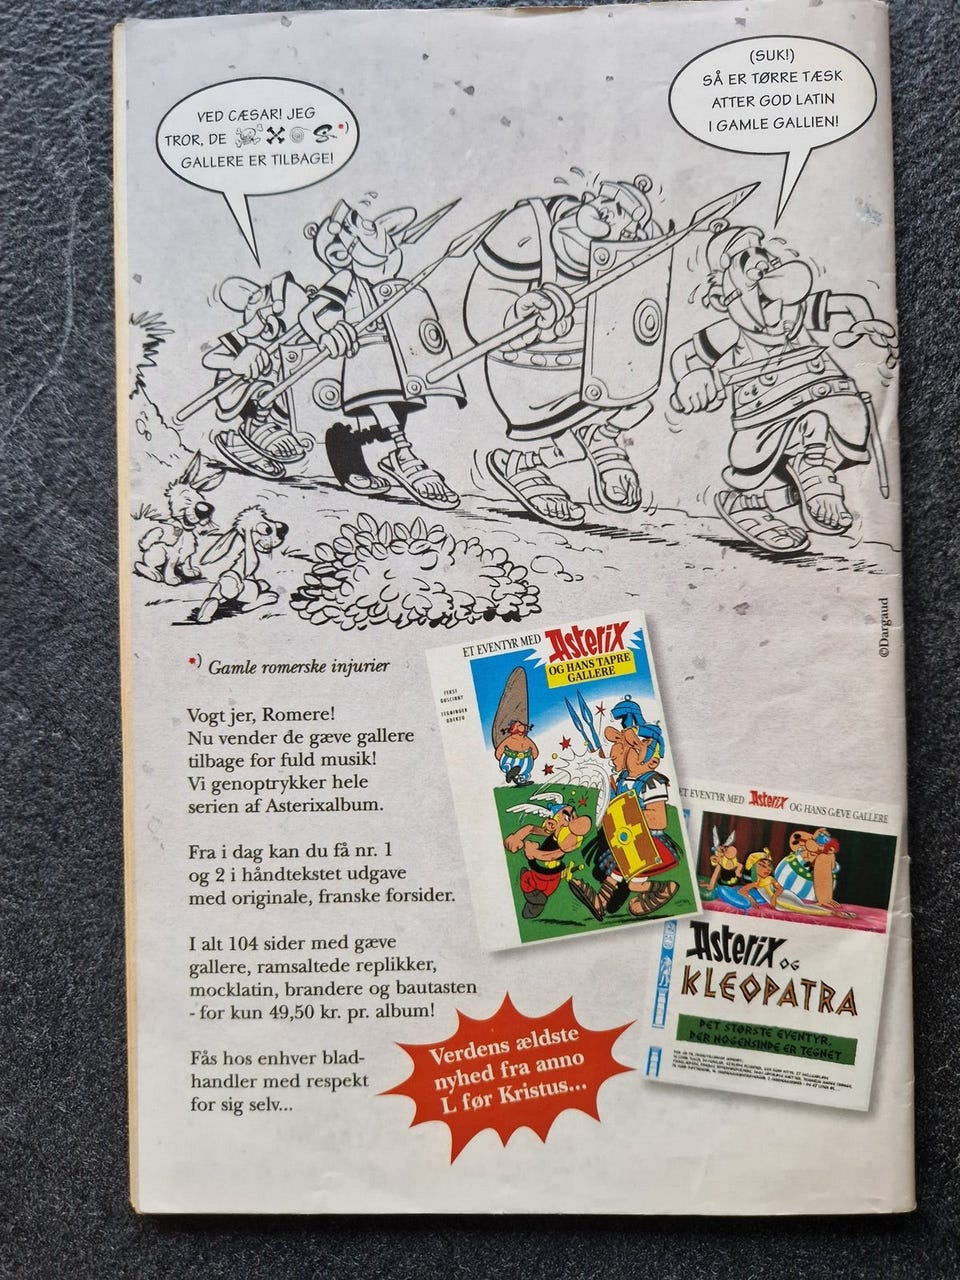 VED CÆSAR! JEG
TROR, DE *)
GALLERE ER TILBAGE!
(SUK!)
SÅ ER TØRRE TÆSK
ATTER GOD LATIN
I GAMLE GALLIEN!
©Dargaud
*) Gamle romerske injurier
Vogt jer, Romere!
Nu vender de gæve gallere
tilbage for fuld musik!
Vi genoptrykker hele
serien af Asterixalbum.
Fra i dag kan du få nr. 1
og 2 i håndtekstet udgave
med originale, franske forsider.
I alt 104 sider med gæve
gallere, ramsaltede replikker,
mocklatin, brandere og bautasten
- for kun 49,50 kr. pr. album!
Fås hos enhver blad-
handler med respekt
for sig selv...
ET EVENTYR MED Asterix
OG HANS TAPRE
GALLERE
TEKST
GOSCINNY
TEGNINGER
UDERZO
ET EVENTYR MED Asterix OG HANS GÆVE GALLERE
Asterix OG
KLEOPATRA
DET STØRSTE EVENTYR,
DER NOGENSINDE ER TEGNET
Verdens ældste
nyhed fra anno
L før Kristus...